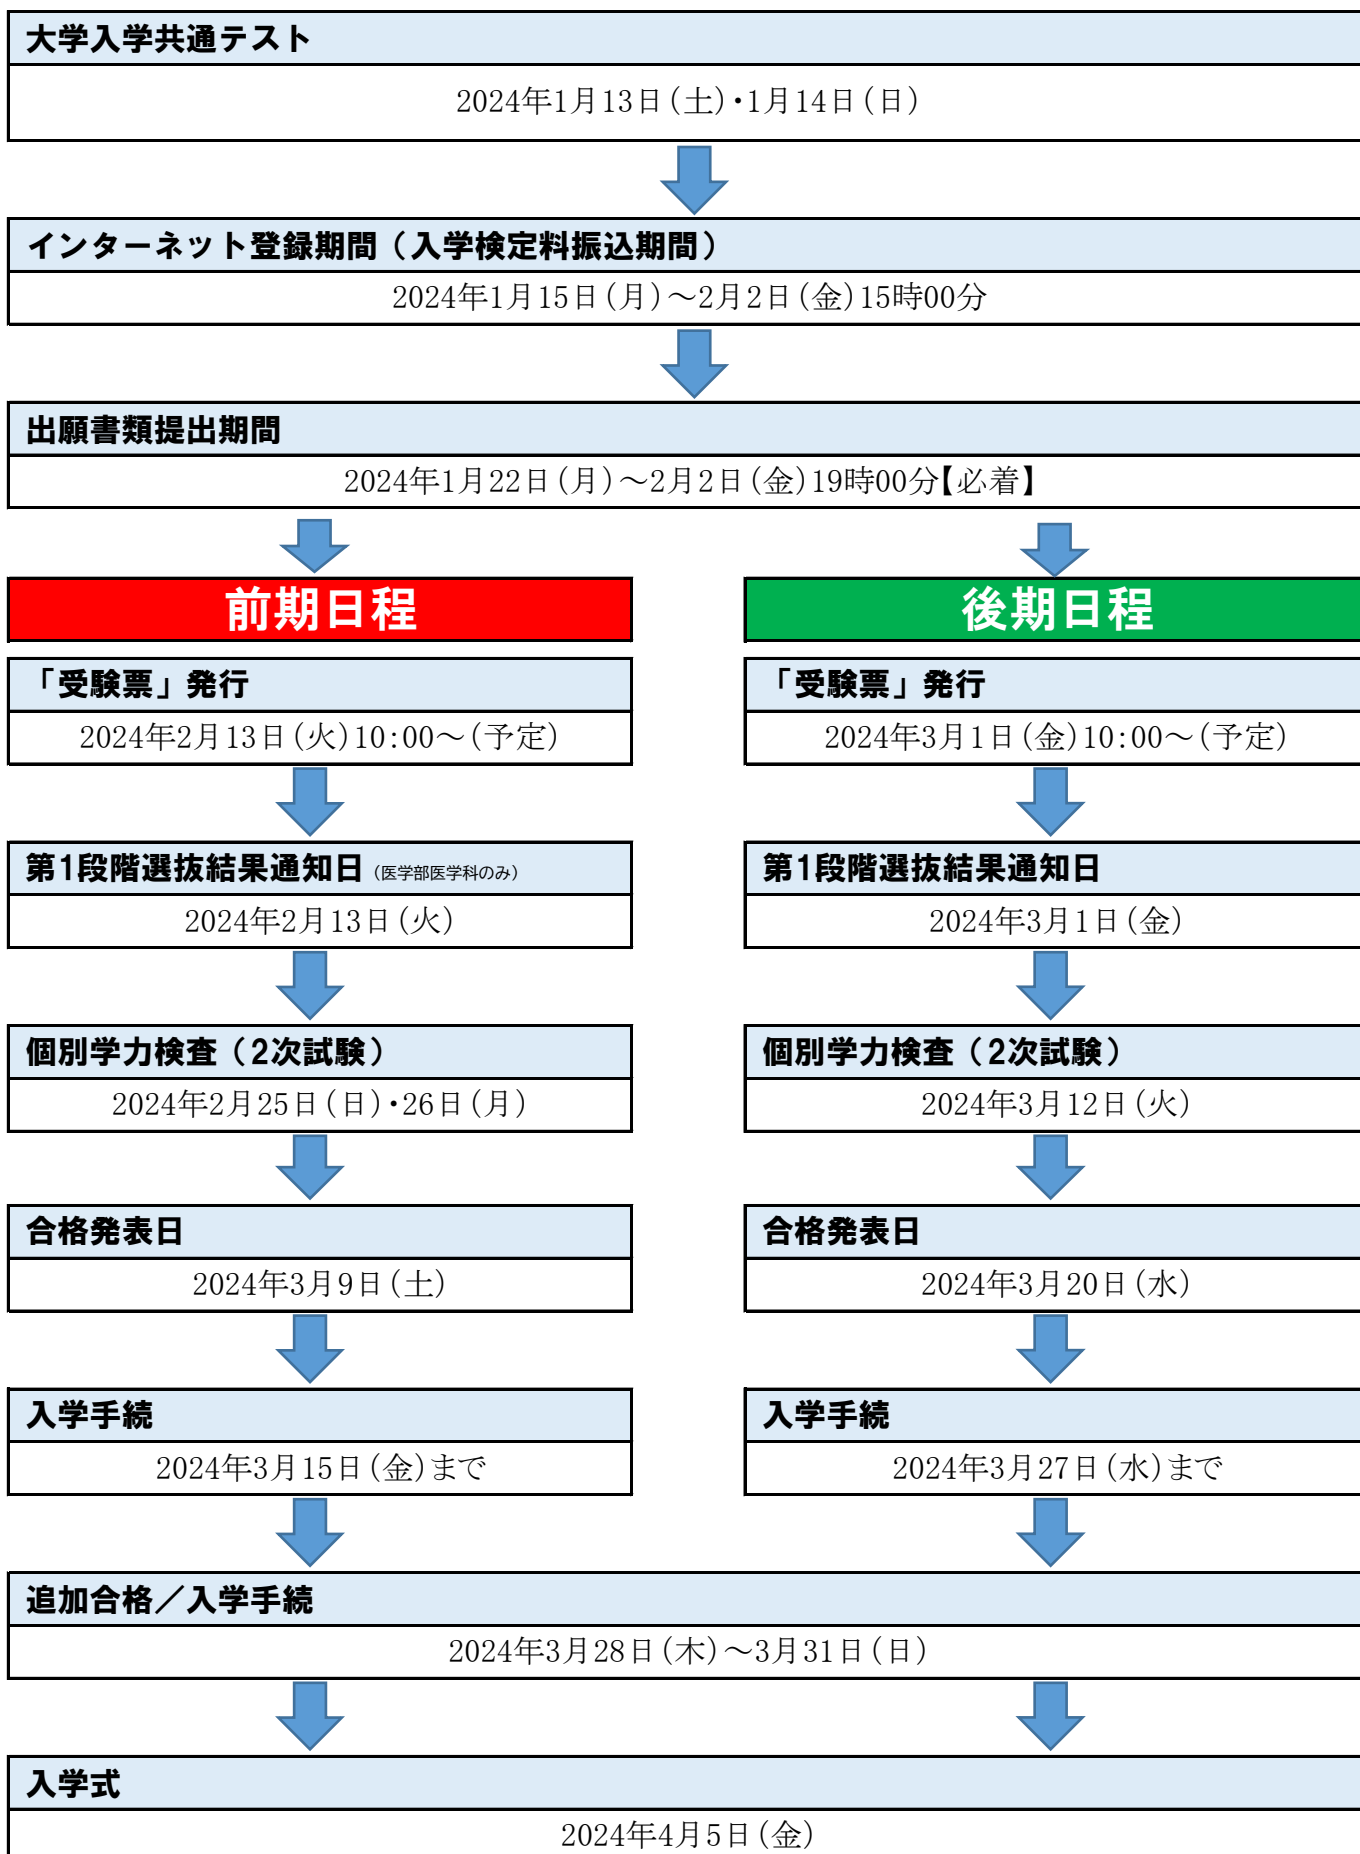 大学入学共通テスト
2024年1月13日(土)・1月14日(日)
インターネット登録期間(入学検定料振込期間)
2024年1月15日(月)～2月2日(金)15時00分
出願書類提出期間
2024年1月22日(月)～2月2日(金)19時00分【必着】
前期日程
「受験票」発行
2024年2月13日(火)10:00～(予定)
第1段階選抜結果通知日(医学部医学科のみ)
2024年2月13日(火)
個別学力検査(2次試験)
2024年2月25日(日)・26日(月)
合格発表日
2024年3月9日(土)
入学手続
2024年3月15日(金)まで
後期日程
「受験票」発行
2024年3月1日(金)10:00～(予定)
第1段階選抜結果通知日
2024年3月1日(金)
個別学力検査(2次試験)
2024年3月12日(火)
合格発表日
2024年3月20日(水)
入学手続
2024年3月27日(水)まで
追加合格／入学手続
2024年3月28日(木)～3月31日(日)
入学式
2024年4月5日(金)